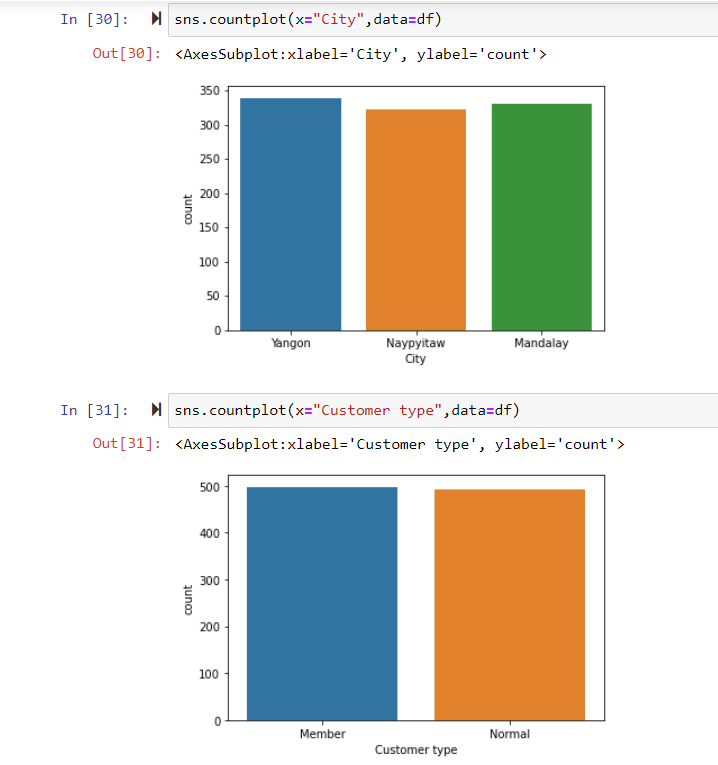 In [30]: sns.countplot(x="City",data=df)
Out[30]: <AxesSubplot:xlabel='City', ylabel='count'>
350
300
250
200
150
100
50
0
count
Yangon Naypyitaw Mandalay
City
In [31]: sns.countplot(x="Customer type",data=df)
Out[31]: <AxesSubplot:xlabel='Customer type', ylabel='count'>
500
400
300
200
100
0
count
Member Normal
Customer type